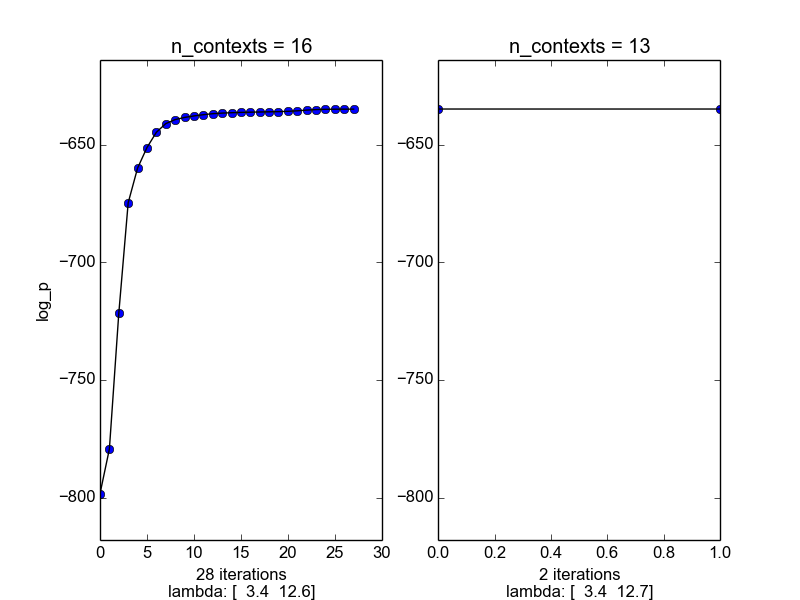 n_contexts = 16
−650
−700
−750
−800
log_p
0 5 10 15 20 25 30
28 iterations
lambda: [  3.4  12.6]
n_contexts = 13
−650
−700
−750
−800
0.0 0.2 0.4 0.6 0.8 1.0
2 iterations
lambda: [  3.4  12.7]